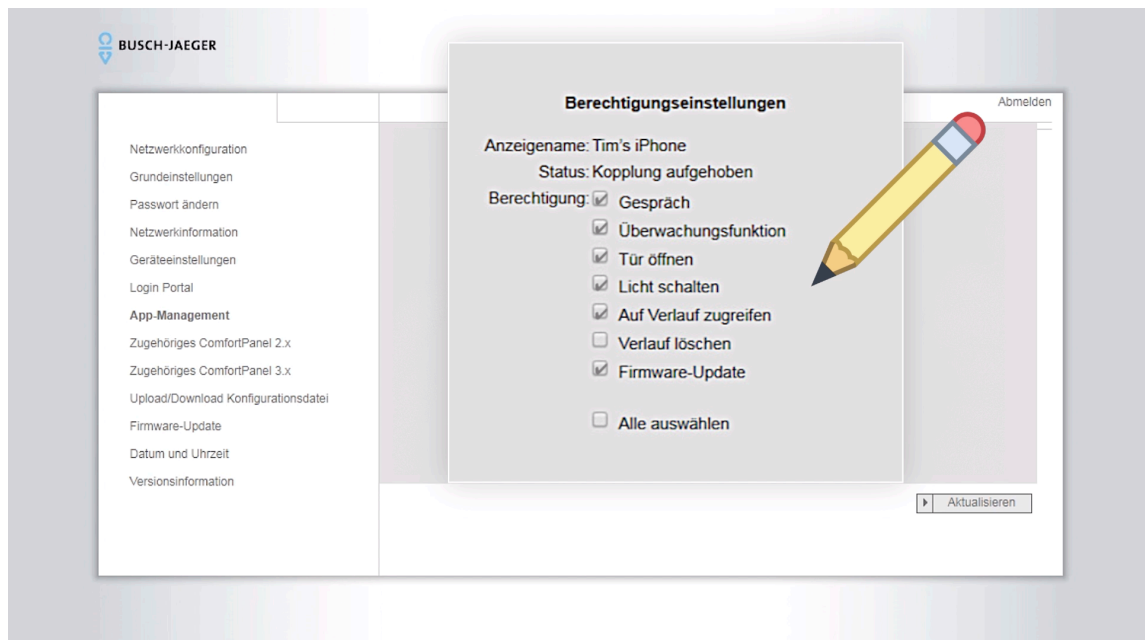 BUSCH-JAEGER
Abmelden
Netzwerkkonfiguration
Grundeinstellungen
Passwort ändern
Netzwerkinformation
Geräteeinstellungen
Login Portal
App-Management
Zugehöriges ComfortPanel 2.x
Zugehöriges ComfortPanel 3.x
Upload/Download Konfigurationsdatei
Firmware-Update
Datum und Uhrzeit
Versionsinformation
Berechtigungseinstellungen
Anzeigename: Tim's iPhone
Status: Kopplung aufgehoben
Berechtigung: Gespräch
Überwachungsfunktion
Tür öffnen
Licht schalten
Auf Verlauf zugreifen
Verlauf löschen
Firmware-Update
Alle auswählen
Aktualisieren